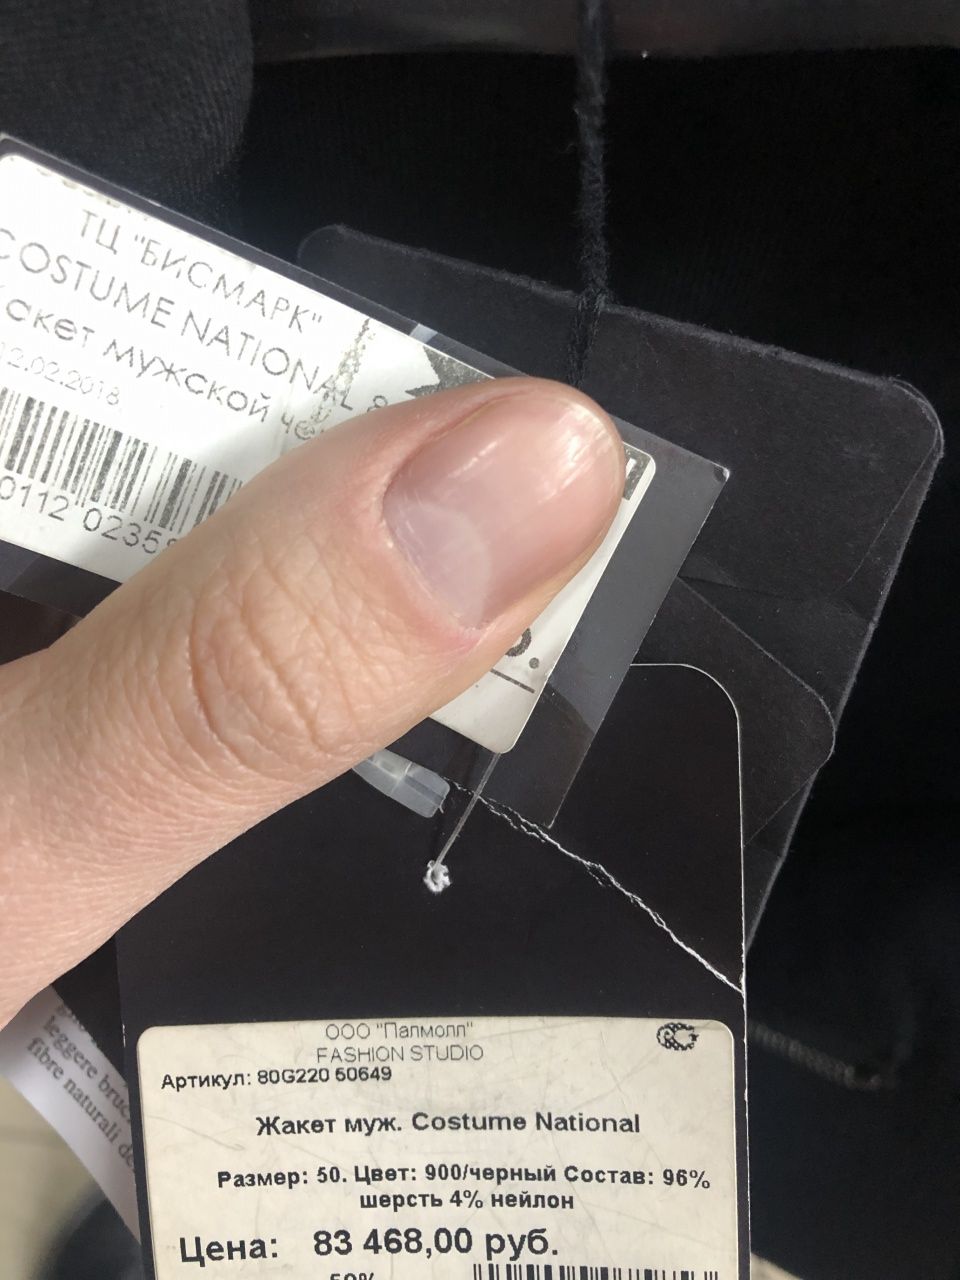 ТЦ "БИСМАРК"
COSTUME NATIONAL
мужской
12.02.2018
0112 0235
leggere
fibre naturali
ООО "Палмолл"
FASHION STUDIO
Артикул: 80G220 50649
Жакет муж. Costume National
Размер: 50. Цвет: 900/черный Состав: 96%
шерсть 4% нейлон
Цена: 83 468,00 руб.